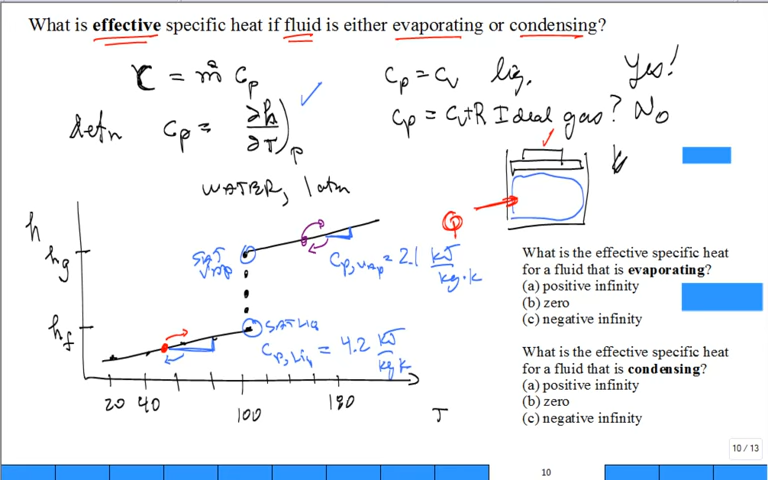 What is effective specific heat if fluid is either evaporating or condensing?
C = ṁ Cp
Cp = Cv liq. Yes!
Cp = Cv+R Ideal gas? No
defn Cp = ∂h/∂T)p
WATER, 1 atm
Q
h
hg
SAT VAP
Cp,vap = 2.1 kJ/kg·K
hf
SAT LIQ
Cp,Liq = 4.2 kJ/kg K
20 40 100 180 T
What is the effective specific heat
for a fluid that is evaporating?
(a) positive infinity
(b) zero
(c) negative infinity
What is the effective specific heat
for a fluid that is condensing?
(a) positive infinity
(b) zero
(c) negative infinity
10 / 13
10